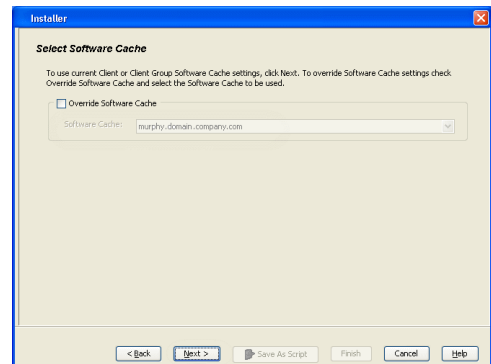 Installer
Select Software Cache
To use current Client or Client Group Software Cache settings, click Next. To override Software Cache settings check
Override Software Cache and select the Software Cache to be used.
Override Software Cache
Software Cache: murphy.domain.company.com
< Back Next > Save As Script Finish Cancel Help